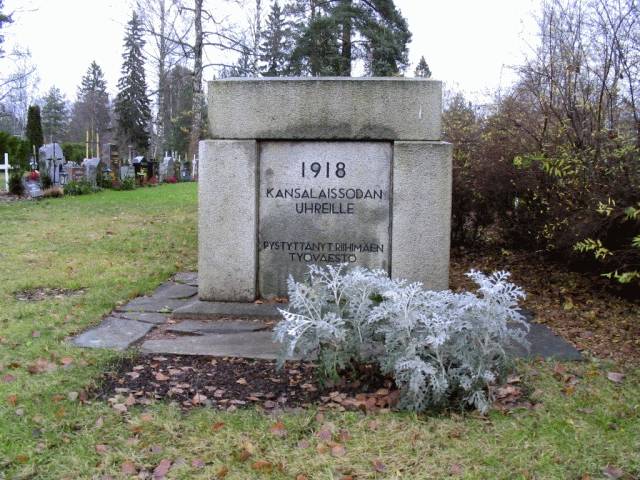 1918
KANSALAISSODAN
UHREILLE
PYSTYTTÄNYT RIIHIMÄEN
TYÖVÄESTÖ